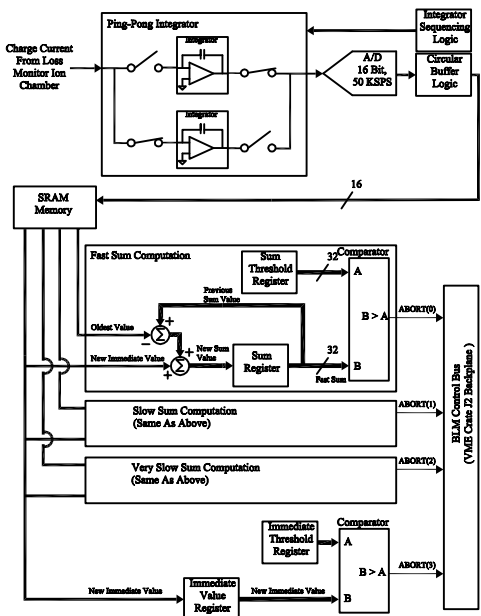 Ping-Pong Integrator
Integrator
Sequencing
Logic
Integrator
Charge Current
From Loss
Monitor Ion
Chamber
A/D
16 Bit,
50 KSPS
Circular
Buffer
Logic
Integrator
16
SRAM
Memory
Fast Sum Computation
Sum
Threshold
Register
32
Comparator
A
Previous
Sum Value
B > A
ABORT(0)
Oldest Value
+
−
+
New Immediate Value
+
New Sum
Value
Sum
Register
32
Fast Sum
B
Slow Sum Computation
(Same As Above)
ABORT(1)
Very Slow Sum Computation
(Same As Above)
ABORT(2)
BLM Control Bus
(VME Crate J2 Backplane )
Immediate
Threshold
Register
Comparator
A
B > A
ABORT(3)
New Immediate Value
Immediate
Value
Register
New Immediate Value
B
Σ
Σ